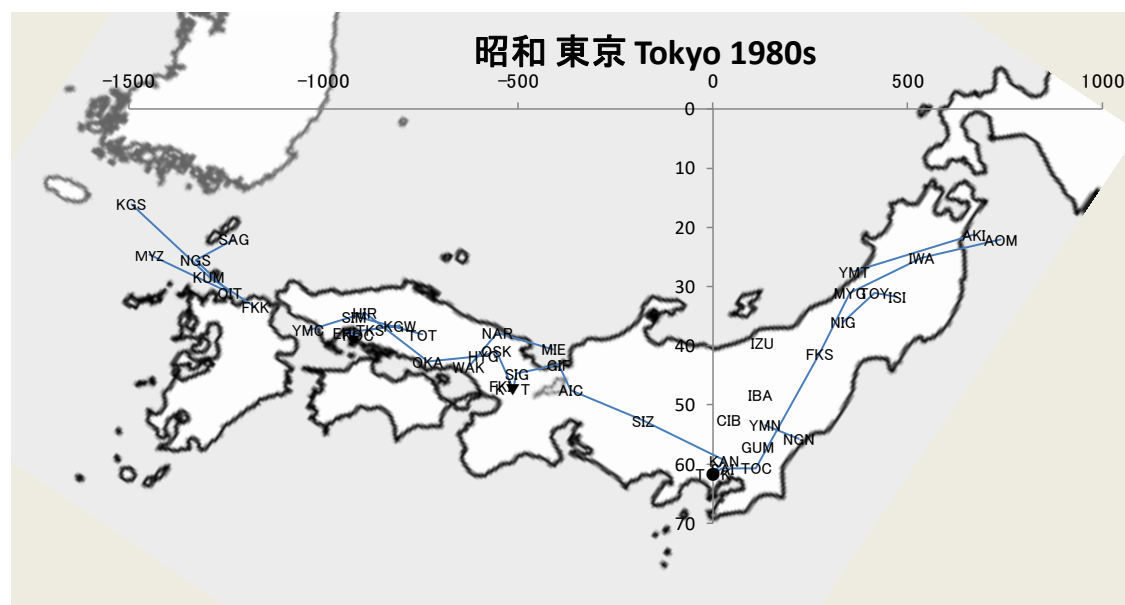 昭和 東京 Tokyo 1980s
-1500 -1000 -500 0 500 1000
0
10
20
30
40
50
60
70
KGS
SAG
MYZ
NGS
KUM
OIT
FKK
AKI
AOM
IWA
YMT
MYG
TOY
ISI
NIG
HIR
SIM
YMC
TKS
KGW
TOT
NAR
IZU
OSK
MIE
HYG
FKS
OKA
WAK
GIF
SIG
AIC
IBA
SIZ
CIB
YMN
NGN
GUM
KAN
TOC